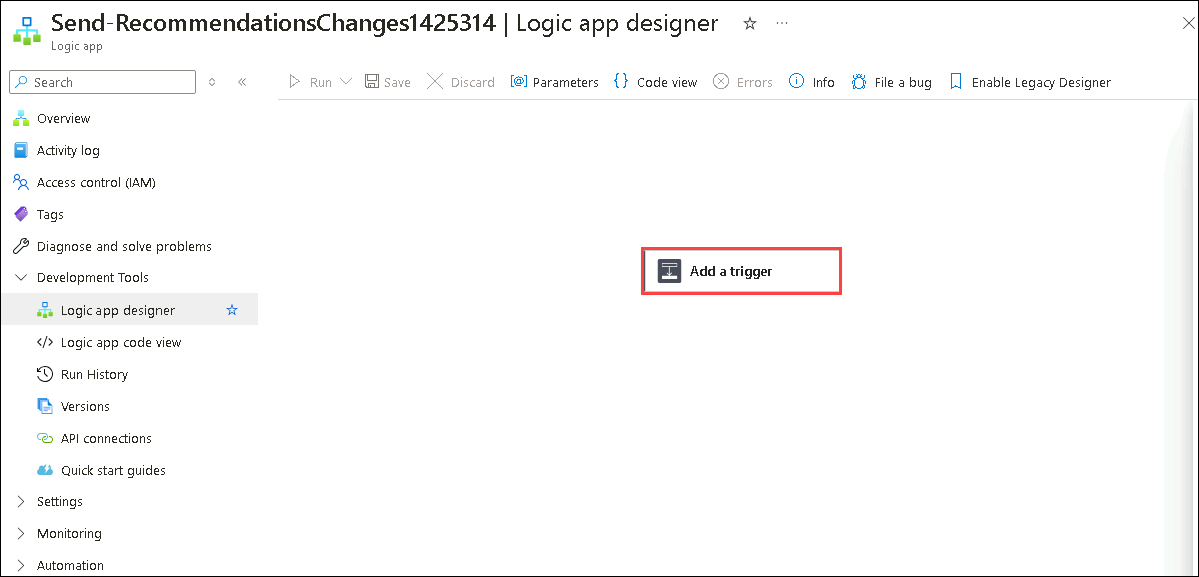 Send-RecommendationsChanges1425314 | Logic app designer
Logic app
Search
Run Save Discard Parameters Code view Errors Info File a bug Enable Legacy Designer
Overview
Activity log
Access control (IAM)
Tags
Diagnose and solve problems
Development Tools
Logic app designer
Logic app code view
Run History
Versions
API connections
Quick start guides
Settings
Monitoring
Automation
Add a trigger